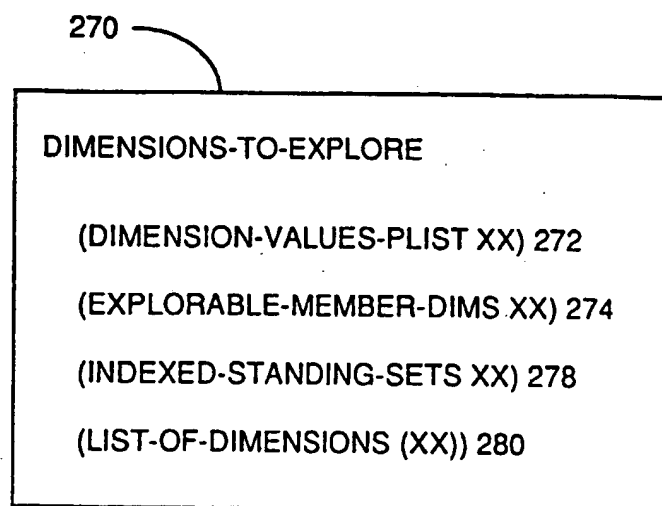 270
DIMENSIONS-TO-EXPLORE
(DIMENSION-VALUES-PLIST XX) 272
(EXPLORABLE-MEMBER-DIMS XX) 274
(INDEXED-STANDING-SETS XX) 278
(LIST-OF-DIMENSIONS (XX)) 280